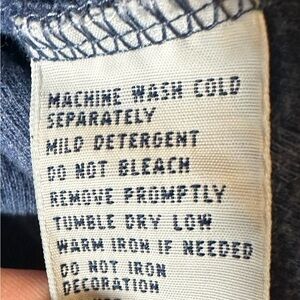 MACHINE WASH COLD
SEPARATELY
MILD DETERGENT
DO NOT BLEACH
REMOVE PROMPTLY
TUMBLE DRY LOW
WARM IRON IF NEEDED
DO NOT IRON
DECORATION